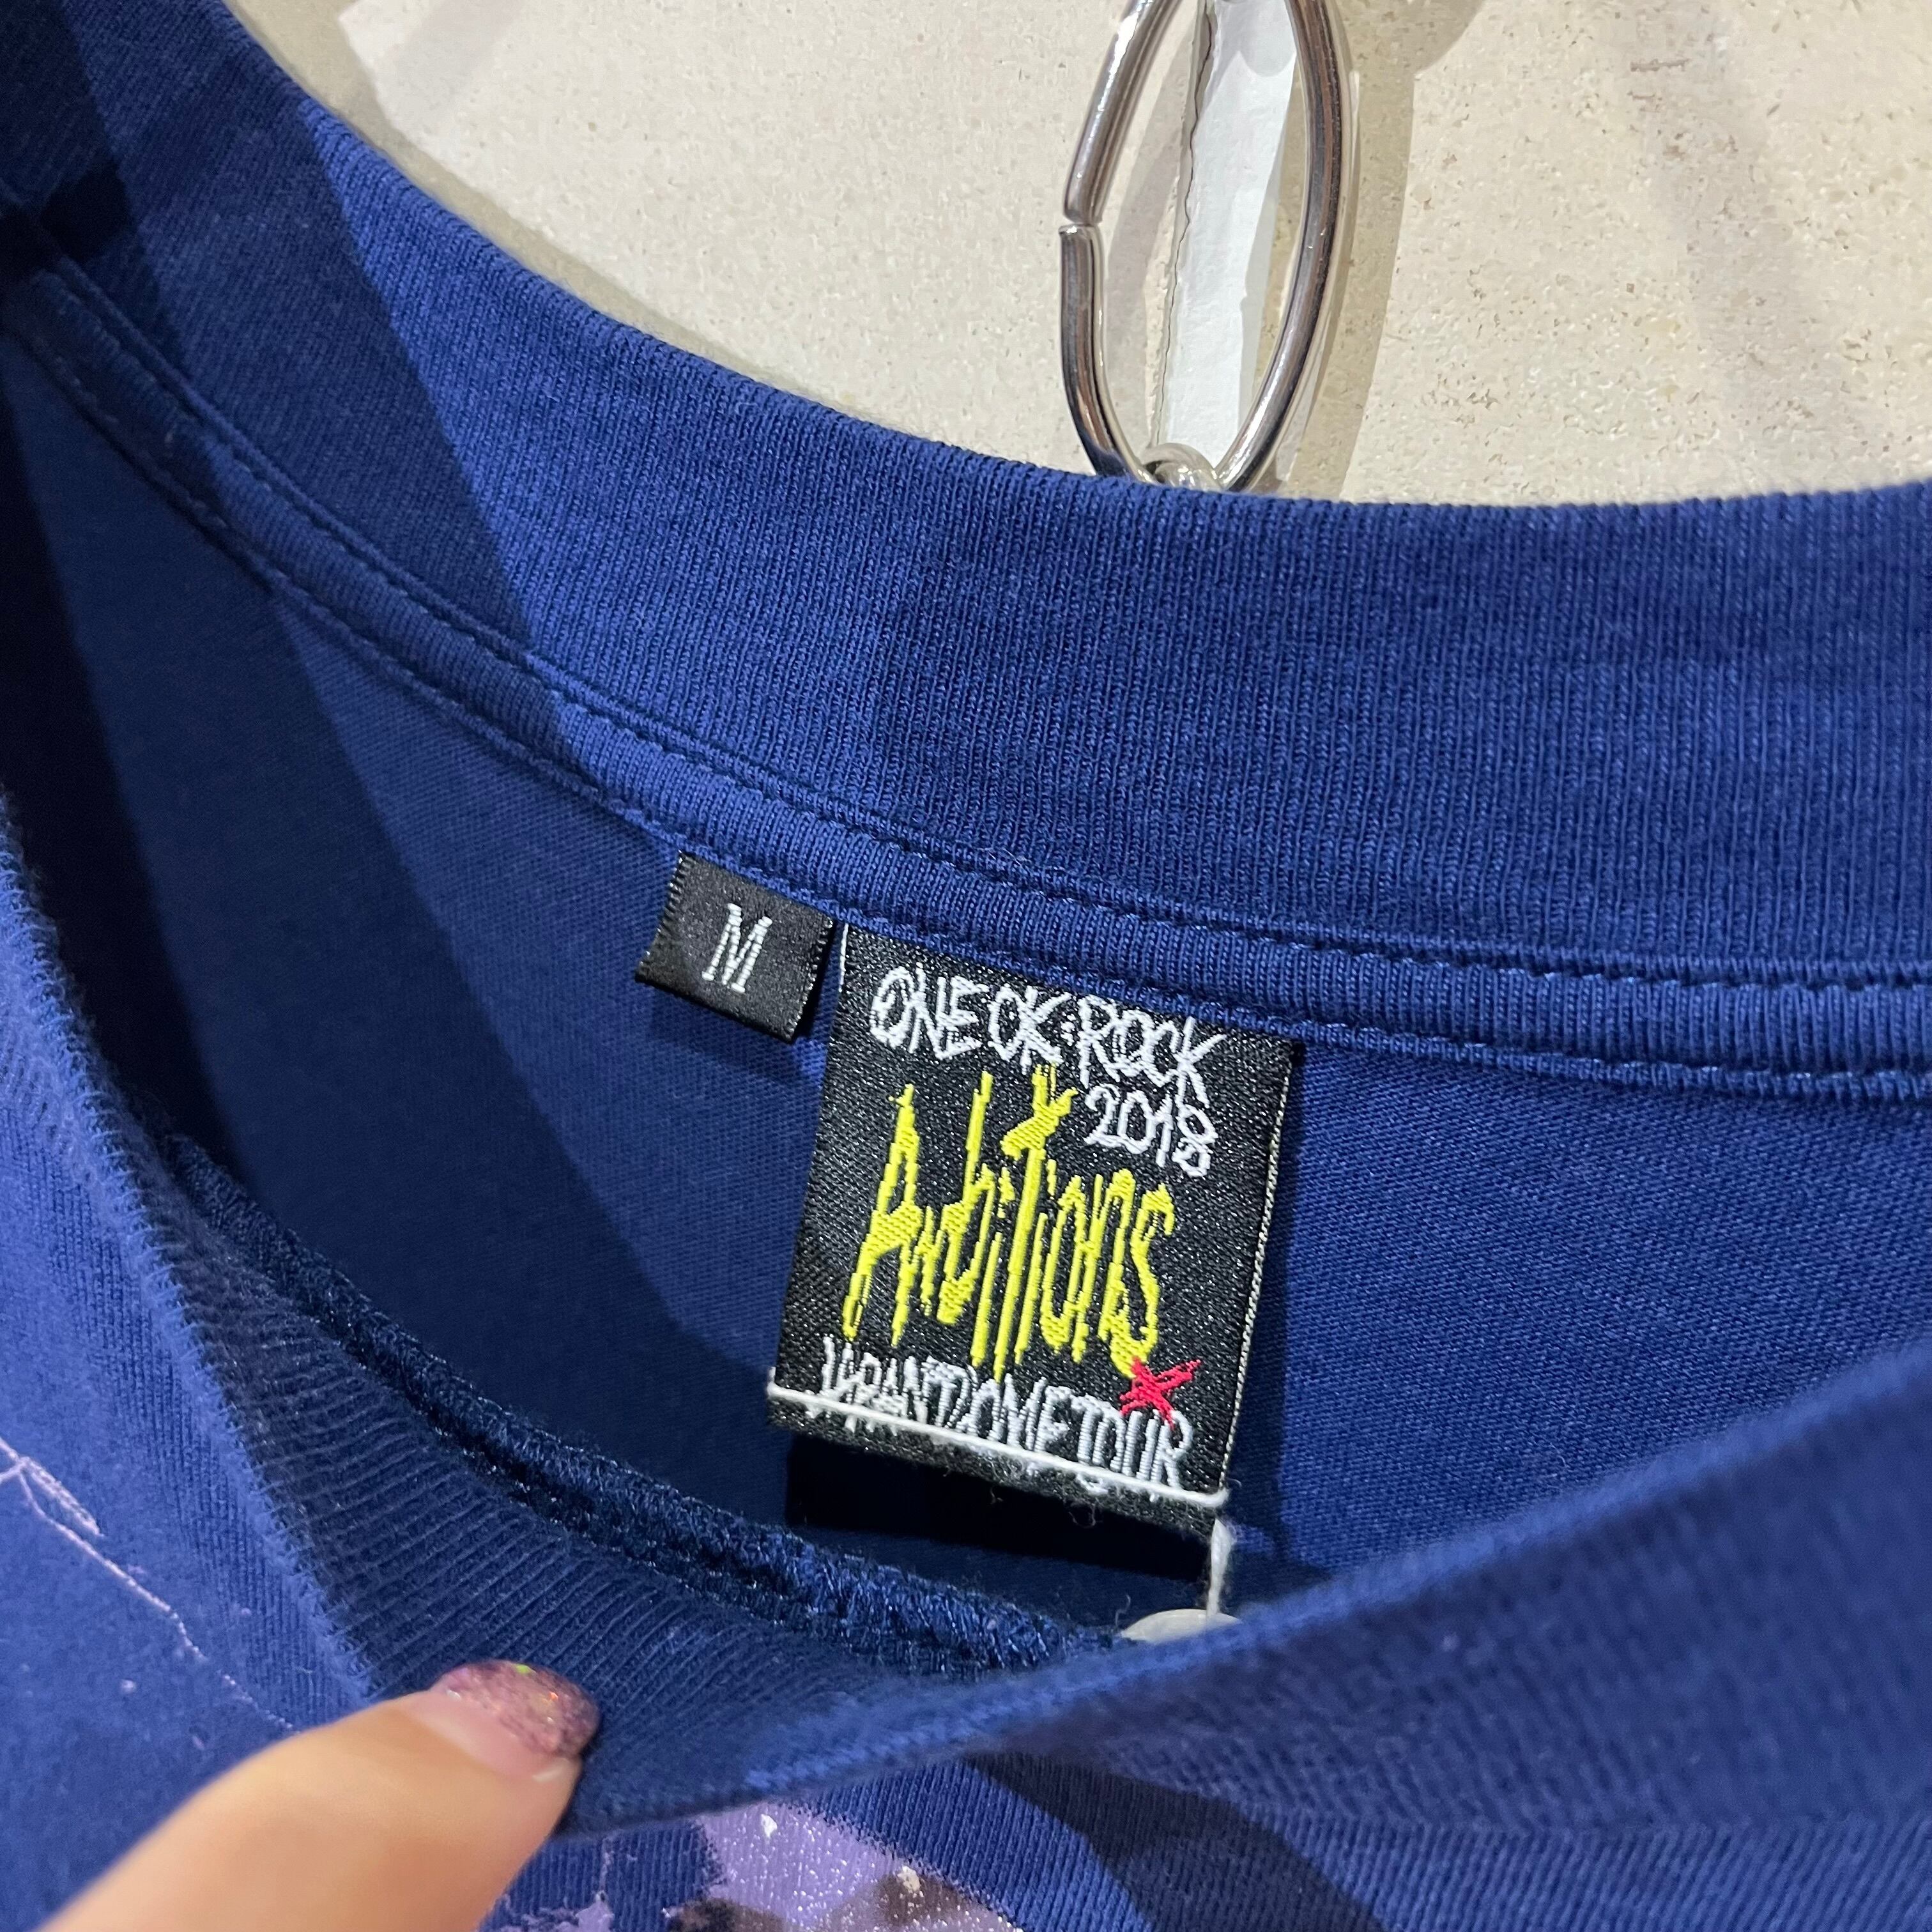 M
ONE OK ROCK
2018
Ambitions
JAPAN DOME TOUR